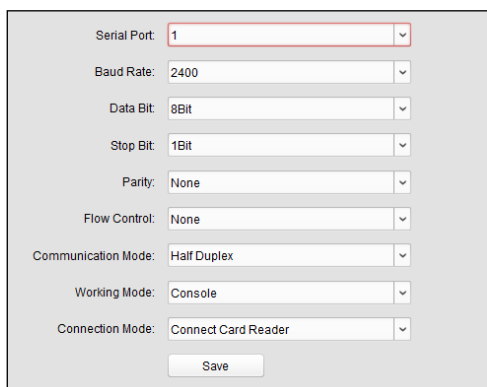 Serial Port: 1
Baud Rate: 2400
Data Bit: 8Bit
Stop Bit: 1Bit
Parity: None
Flow Control: None
Communication Mode: Half Duplex
Working Mode: Console
Connection Mode: Connect Card Reader
Save